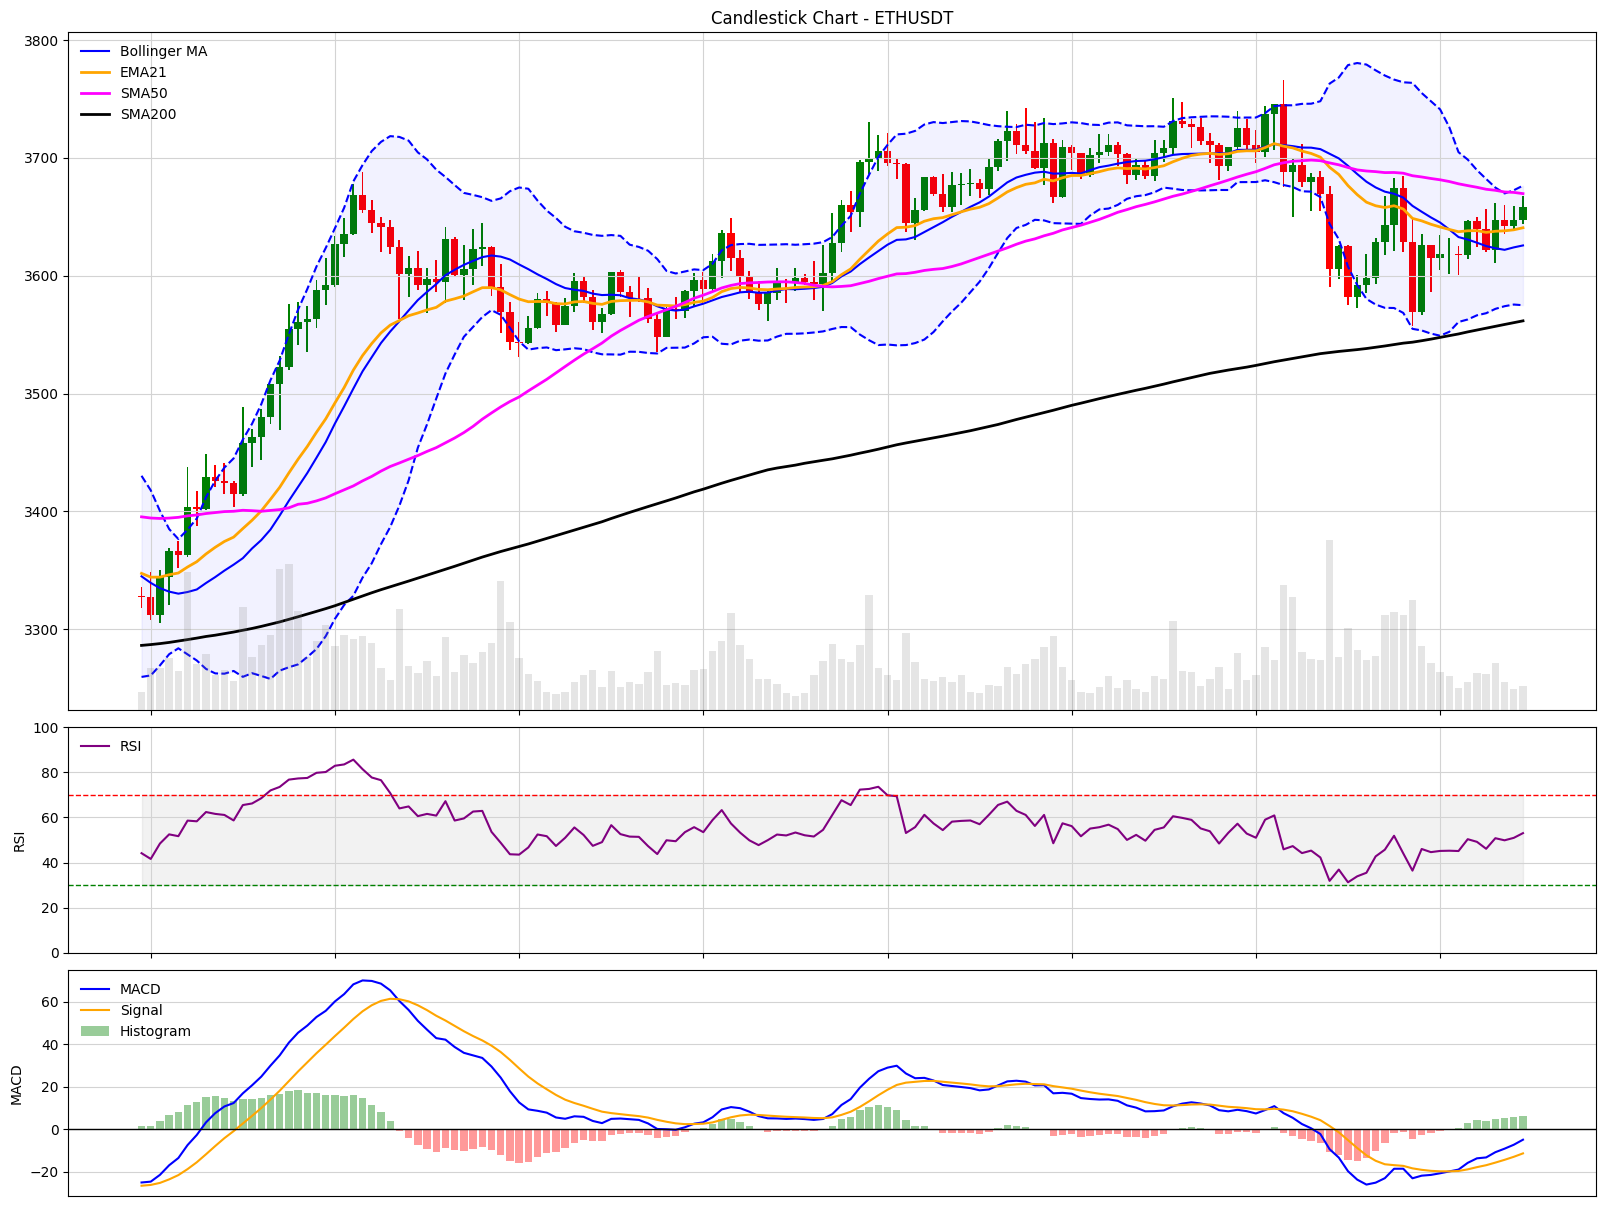 Candlestick Chart - ETHUSDT
3800
3700
3600
3500
3400
3300
Bollinger MA
EMA21
SMA50
SMA200
100
80
60
40
20
0
RSI
RSI
60
40
20
0
−20
MACD
MACD
Signal
Histogram